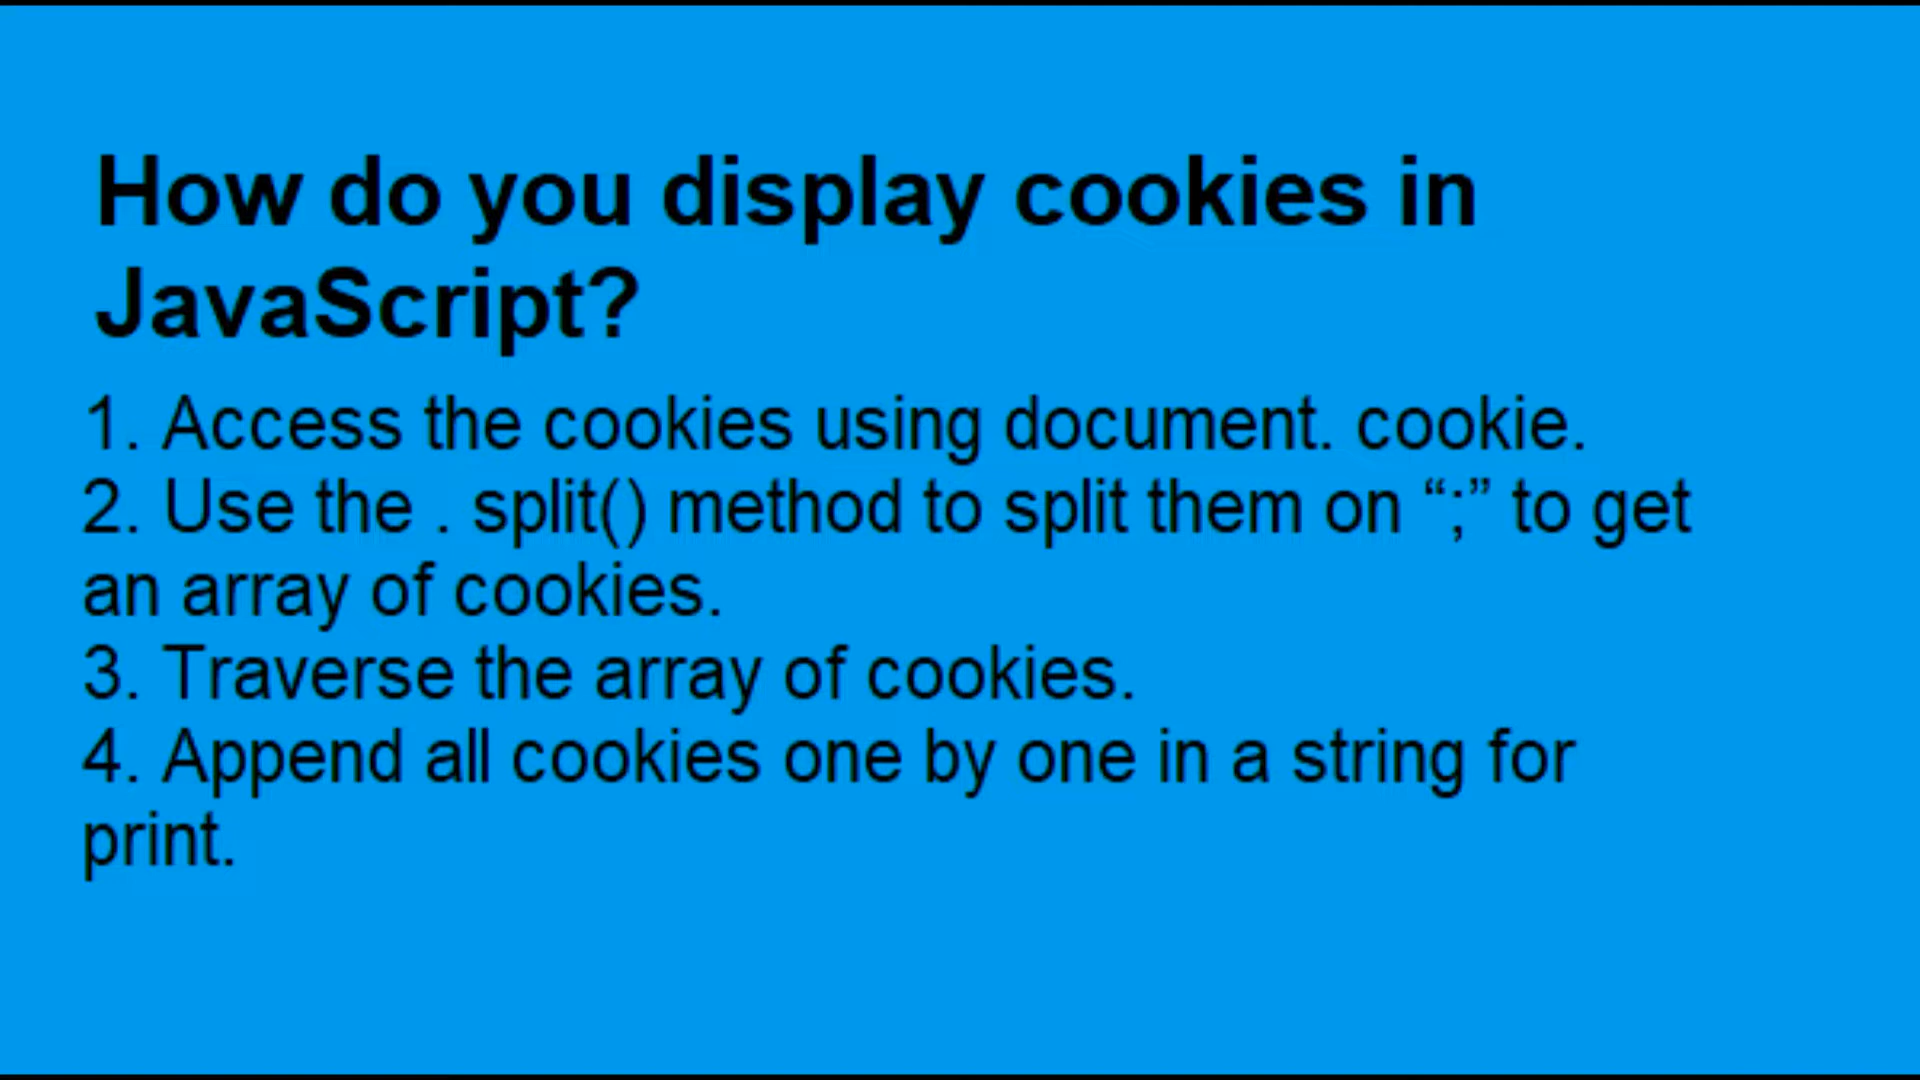 How do you display cookies in
JavaScript?
1. Access the cookies using document. cookie.
2. Use the . split() method to split them on “;” to get
an array of cookies.
3. Traverse the array of cookies.
4. Append all cookies one by one in a string for
print.